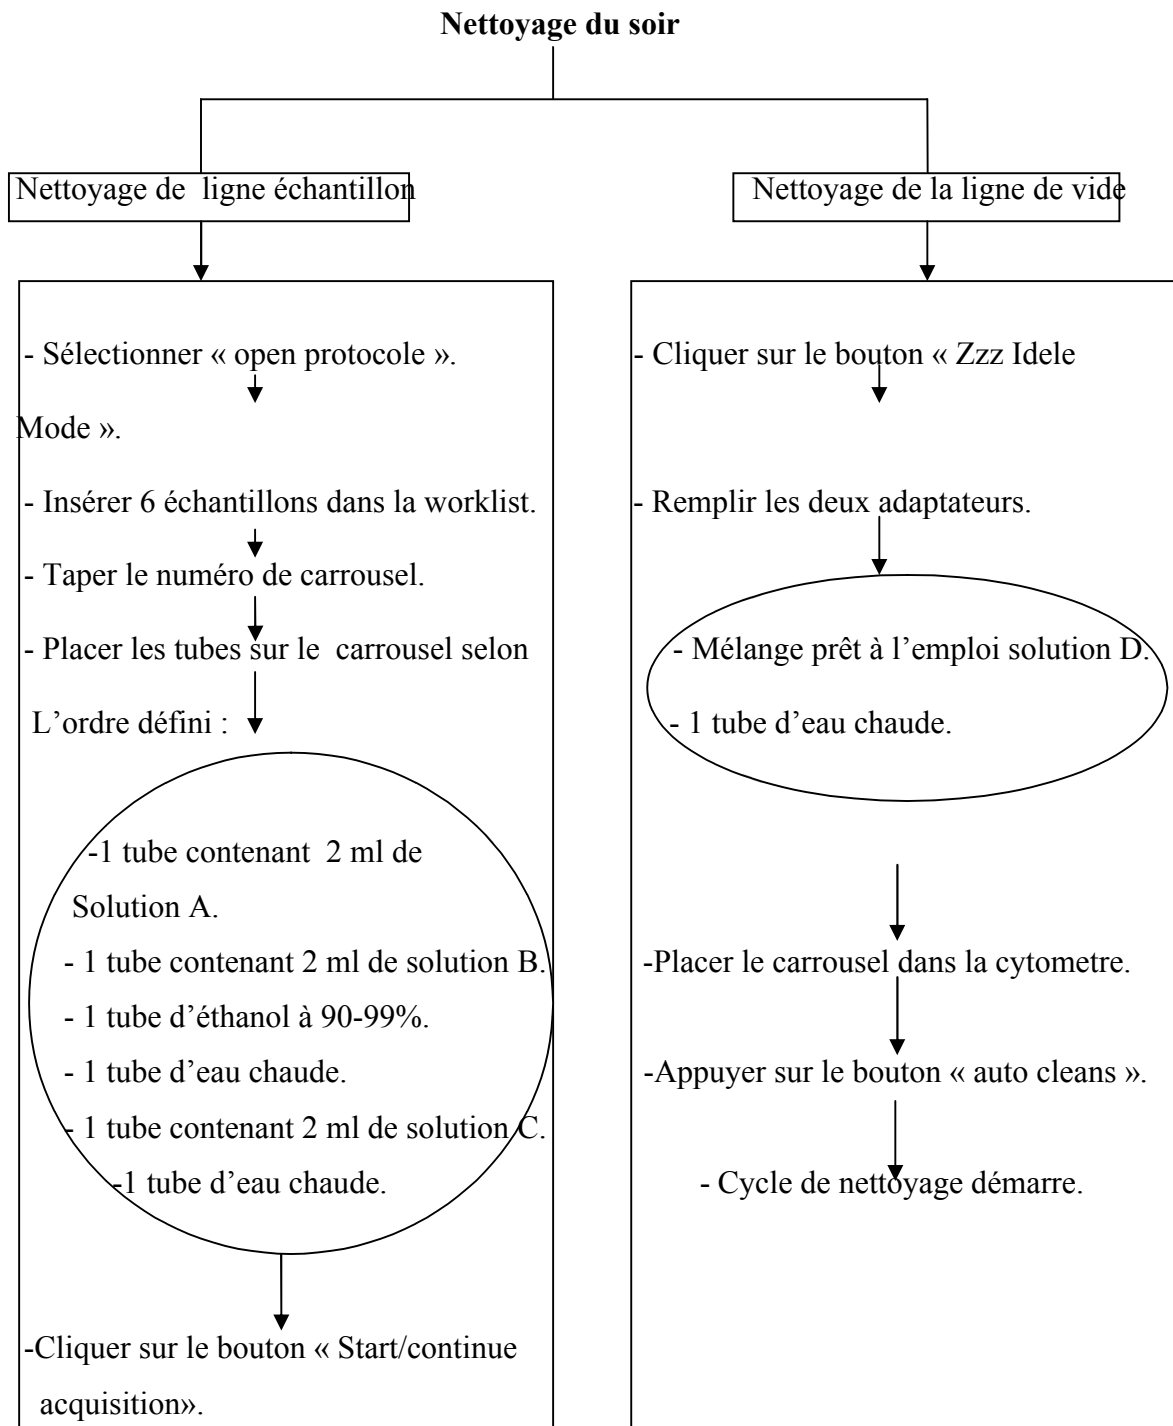 Nettoyage du soir
Nettoyage de ligne échantillon
- Sélectionner « open protocole ».
Mode ».
- Insérer 6 échantillons dans la worklist.
- Taper le numéro de carrousel.
- Placer les tubes sur le carrousel selon
L’ordre défini :
-1 tube contenant 2 ml de
Solution A.
- 1 tube contenant 2 ml de solution B.
- 1 tube d’éthanol à 90-99%.
- 1 tube d’eau chaude.
- 1 tube contenant 2 ml de solution C.
-1 tube d’eau chaude.
-Cliquer sur le bouton « Start/continue
acquisition».
Nettoyage de la ligne de vide
- Cliquer sur le bouton « Zzz Idele
- Remplir les deux adaptateurs.
- Mélange prêt à l’emploi solution D.
- 1 tube d’eau chaude.
-Placer le carrousel dans la cytometre.
-Appuyer sur le bouton « auto cleans ».
- Cycle de nettoyage démarre.